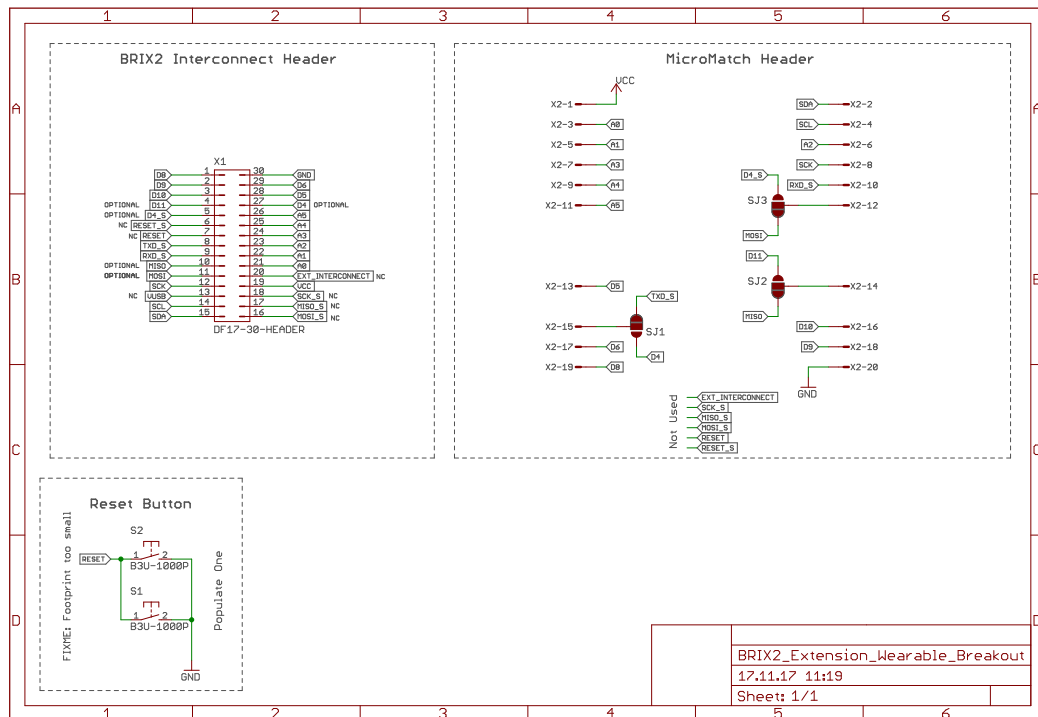 1 2 3 4 5 6
A A
B B
C C
D D
BRIX2 Interconnect Header
X1
D8 1 30 GND
D9 2 29 D6
D10 3 28 D5
OPTIONAL D11 4 27 D4 OPTIONAL
OPTIONAL D4_S 5 26 A5
NC RESET_S 6 25 A4
NC RESET 7 24 A3
TXD_S 8 23 A2
RXD_S 9 22 A1
OPTIONAL MISO 10 21 A0
OPTIONAL MOSI 11 20 EXT_INTERCONNECT NC
SCK 12 19 VCC
NC VUSB 13 18 SCK_S NC
SCL 14 17 MISO_S NC
SDA 15 16 MOSI_S NC
DF17-30-HEADER
MicroMatch Header
VCC
X2-1
X2-3 A0
X2-5 A1
X2-7 A3
X2-9 A4
X2-11 A5
X2-13 D5
TXD_S
X2-15
SJ1
X2-17 D6
D4
X2-19 D8
SDA X2-2
SCL X2-4
A2 X2-6
SCK X2-8
D4_S
RXD_S X2-10
SJ3
X2-12
MOSI
D11
SJ2
X2-14
MISO
D10 X2-16
D9 X2-18
X2-20
GND
Not Used
EXT_INTERCONNECT
SCK_S
MISO_S
MOSI_S
RESET
RESET_S
Reset Button
FIXME: Footprint too small
S2
RESET
1 2
B3U-1000P
S1
1 2
B3U-1000P
Populate One
GND
BRIX2_Extension_Wearable_Breakout
17.11.17 11:19
Sheet: 1/1
1 2 3 4 5 6